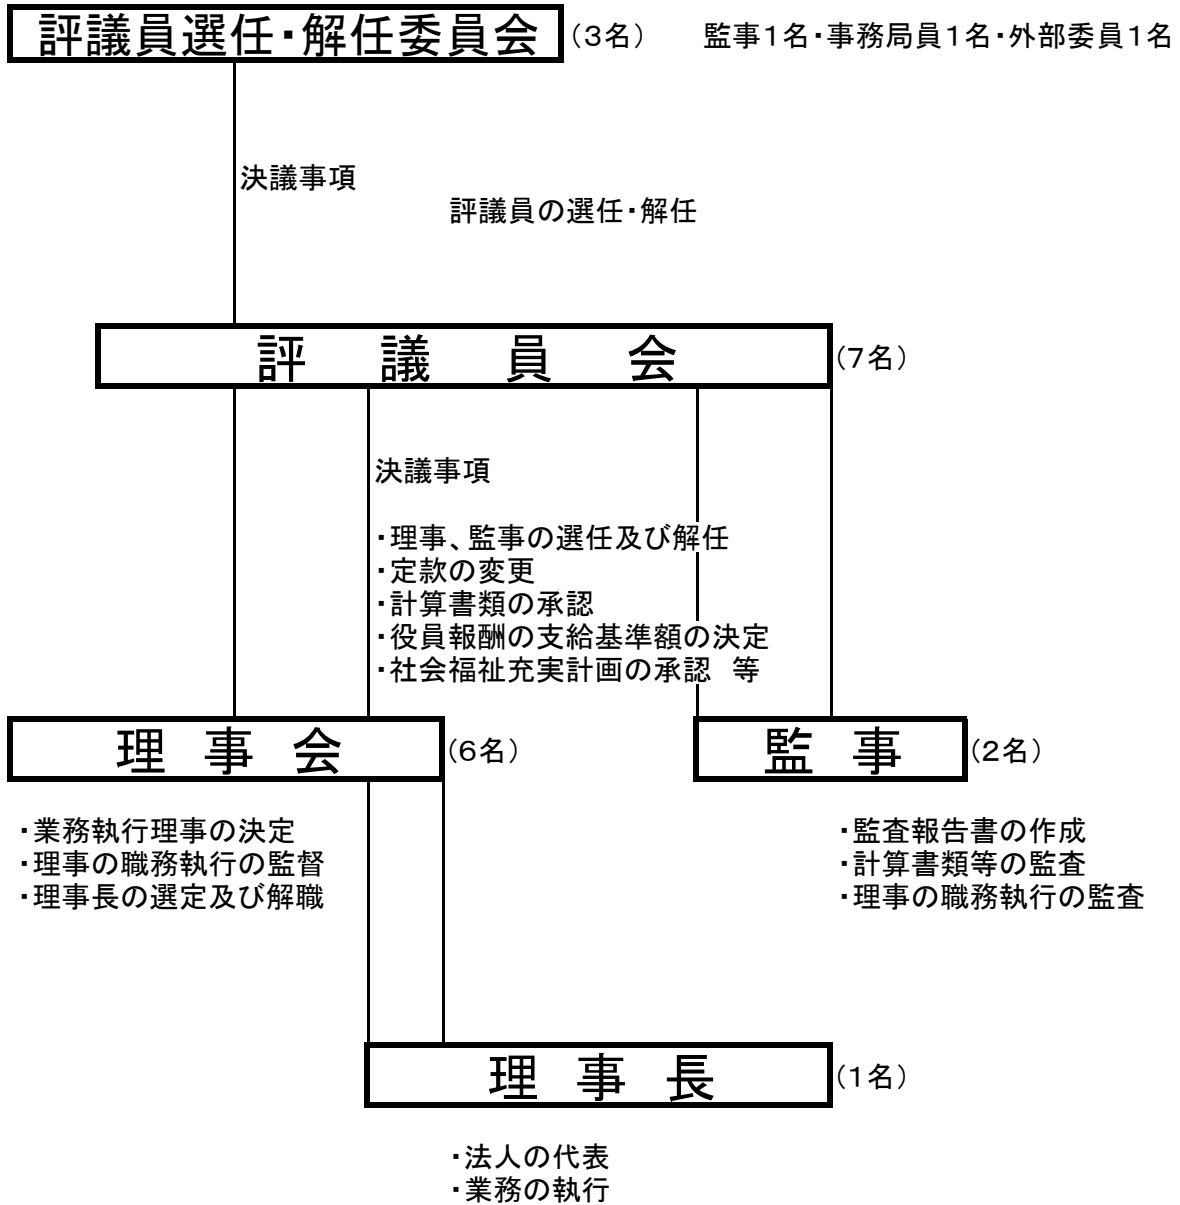 評議員選任・解任委員会 （3名） 監事1名・事務局員1名・外部委員1名
決議事項
評議員の選任・解任
評 議 員 会 （7名）
決議事項
・理事、監事の選任及び解任
・定款の変更
・計算書類の承認
・役員報酬の支給基準額の決定
・社会福祉充実計画の承認 等
理 事 会 （6名）
監 事 （2名）
・業務執行理事の決定
・理事の職務執行の監督
・理事長の選定及び解職
・監査報告書の作成
・計算書類等の監査
・理事の職務執行の監査
理 事 長 （1名）
・法人の代表
・業務の執行